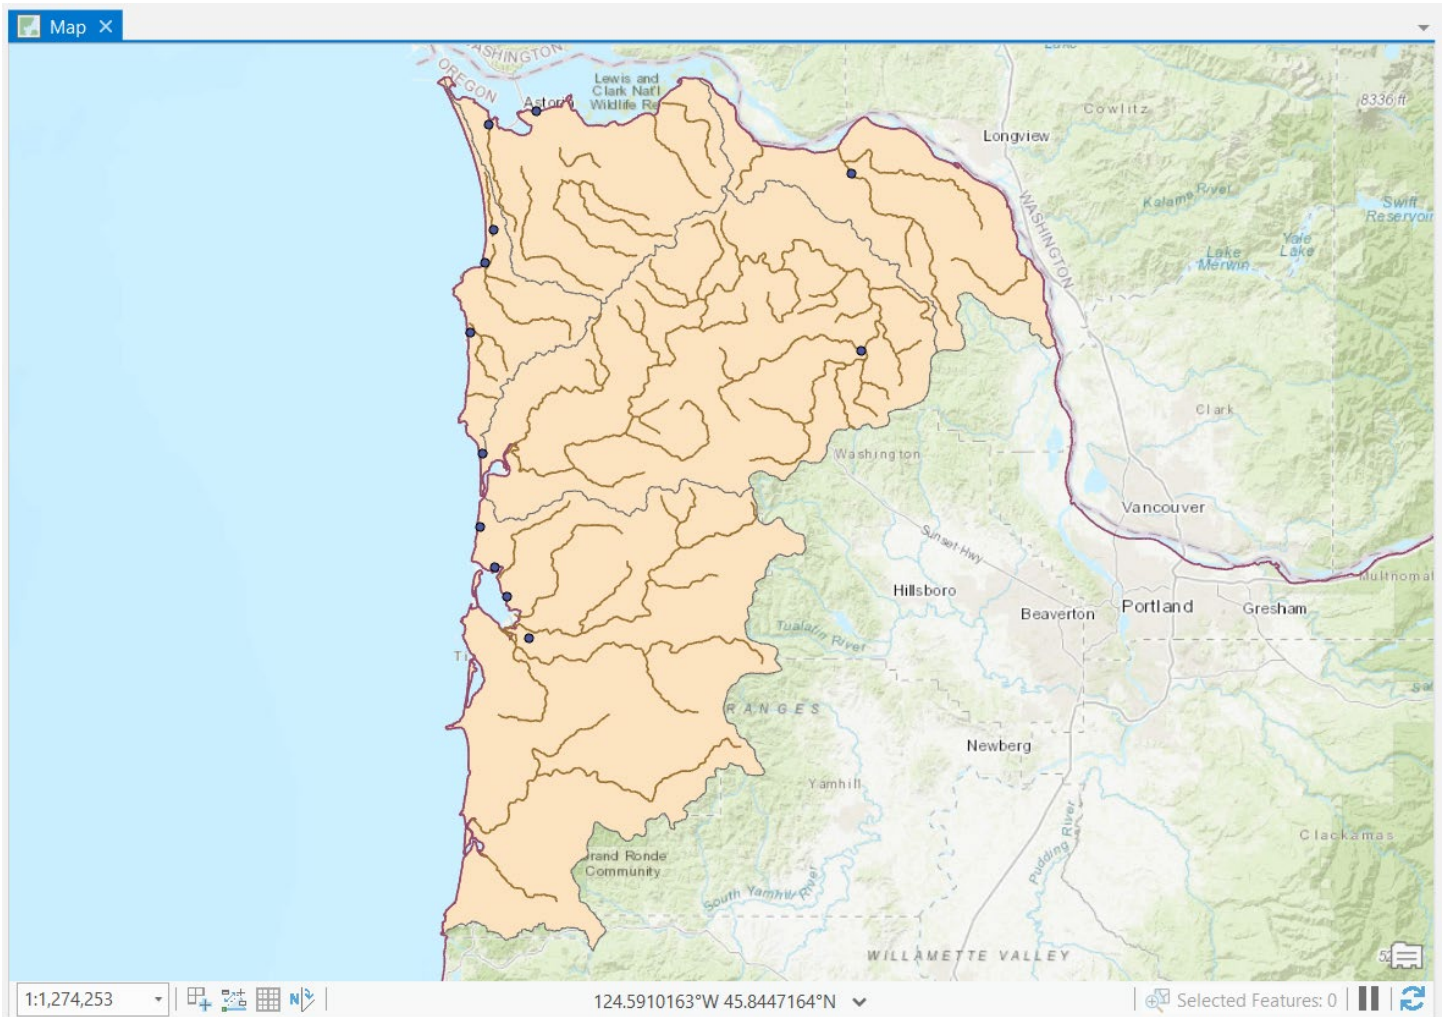 Map
WASHINGTON
OREGON
Lewis and
Clark Nat'l
Wildlife Re
Astoria
Longview
Cowlitz
8336 ft
Kalama River
Swift
Reservoir
WASHINGTON
Yale
Lake
Lake
Merwin
Clark
Washington
Vancouver
Sunset Hwy
Multnomah
Hillsboro
Beaverton
Portland
Gresham
Tualatin River
Ti
RANGES
Newberg
Yamhill
Pudding River
Clackamas
Grand Ronde
Community
South Yamhill River
WILLAMETTE VALLEY
1:1,274,253
N
124.5910163°W 45.8447164°N
Selected Features: 0